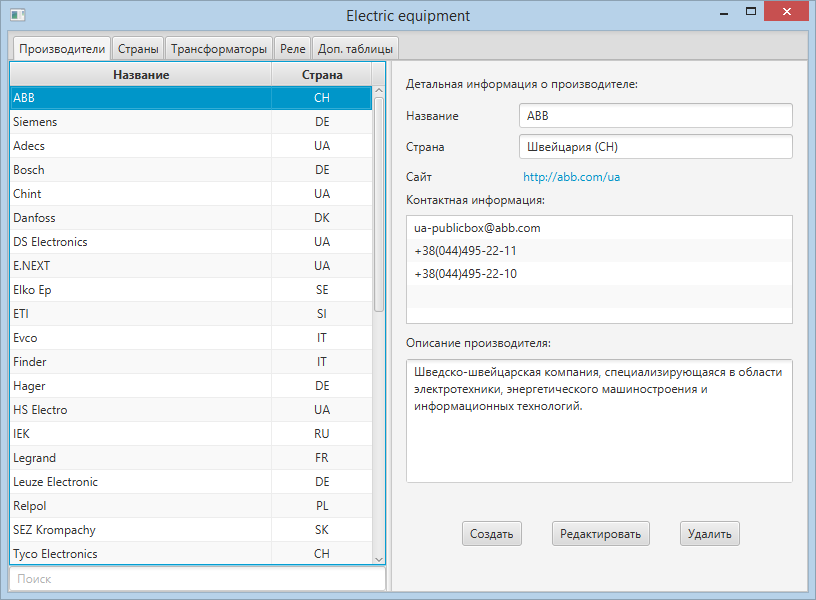 Electric equipment
Производители Страны Трансформаторы Реле Доп. таблицы
Название Страна
ABB CH
Siemens DE
Adecs UA
Bosch DE
Chint UA
Danfoss DK
DS Electronics UA
E.NEXT UA
Elko Ep SE
ETI SI
Evco IT
Finder IT
Hager DE
HS Electro UA
IEK RU
Legrand FR
Leuze Electronic DE
Relpol PL
SEZ Krompachy SK
Tyco Electronics CH
Поиск
Детальная информация о производителе:
Название ABB
Страна Швейцария (CH)
Сайт http://abb.com/ua
Контактная информация:
ua-publicbox@abb.com
+38(044)495-22-11
+38(044)495-22-10
Описание производителя:
Шведско-швейцарская компания, специализирующаяся в области
электротехники, энергетического машиностроения и
информационных технологий.
Создать Редактировать Удалить